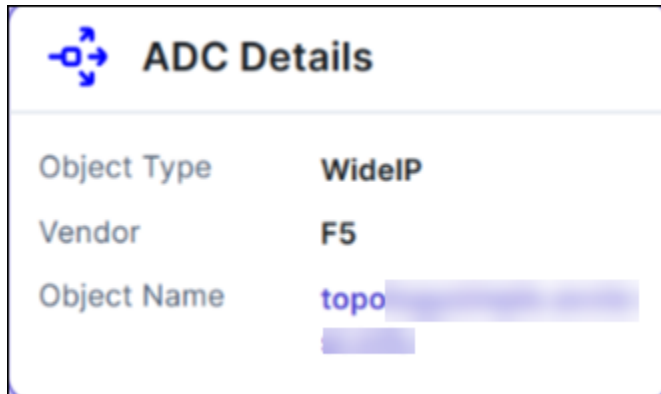 ADC Details
Object Type WideIP
Vendor F5
Object Name topo